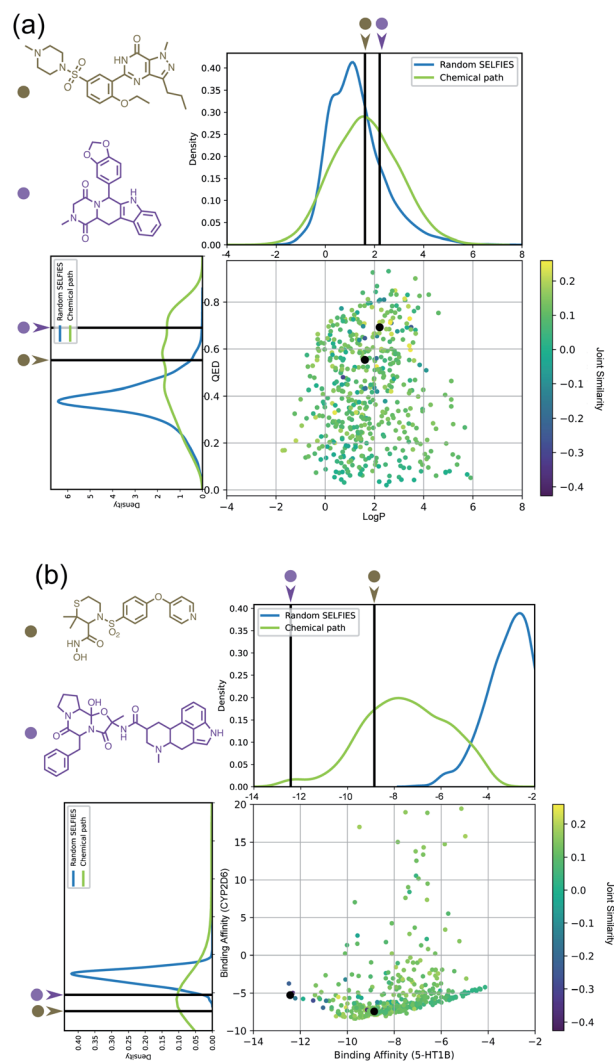 (a)
O
N
HN
N
N
N
N
O
O
S
N
O
Random SELFIES
Chemical path
Density
0.40
0.35
0.30
0.25
0.20
0.15
0.10
0.05
0.00
−4 −2 0 2 4 6 8
O
O
O
H
N
N
N
O
Random SELFIES
Chemical path
6 5 4 3 2 1 0
Density
QED
0.8
0.6
0.4
0.2
0.0
−4 −2 0 2 4 6 8
LogP
0.2
0.1
0.0
−0.1
−0.2
−0.3
−0.4
Joint Similarity
(b)
S
O
N
S
O2
O
N
HN
OH
Random SELFIES
Chemical path
Density
0.40
0.35
0.30
0.25
0.20
0.15
0.10
0.05
0.00
−14 −12 −10 −8 −6 −4 −2
OH
O
O
N
N
O
O
N
H
N
NH
Random SELFIES
Chemical path
0.40 0.35 0.30 0.25 0.20 0.15 0.10 0.05 0.00
Density
Binding Affinity (CYP2D6)
20
15
10
5
0
−5
−10
−14 −12 −10 −8 −6 −4 −2
Binding Affinity (5-HT1B)
0.2
0.1
0.0
−0.1
−0.2
−0.3
−0.4
Joint Similarity